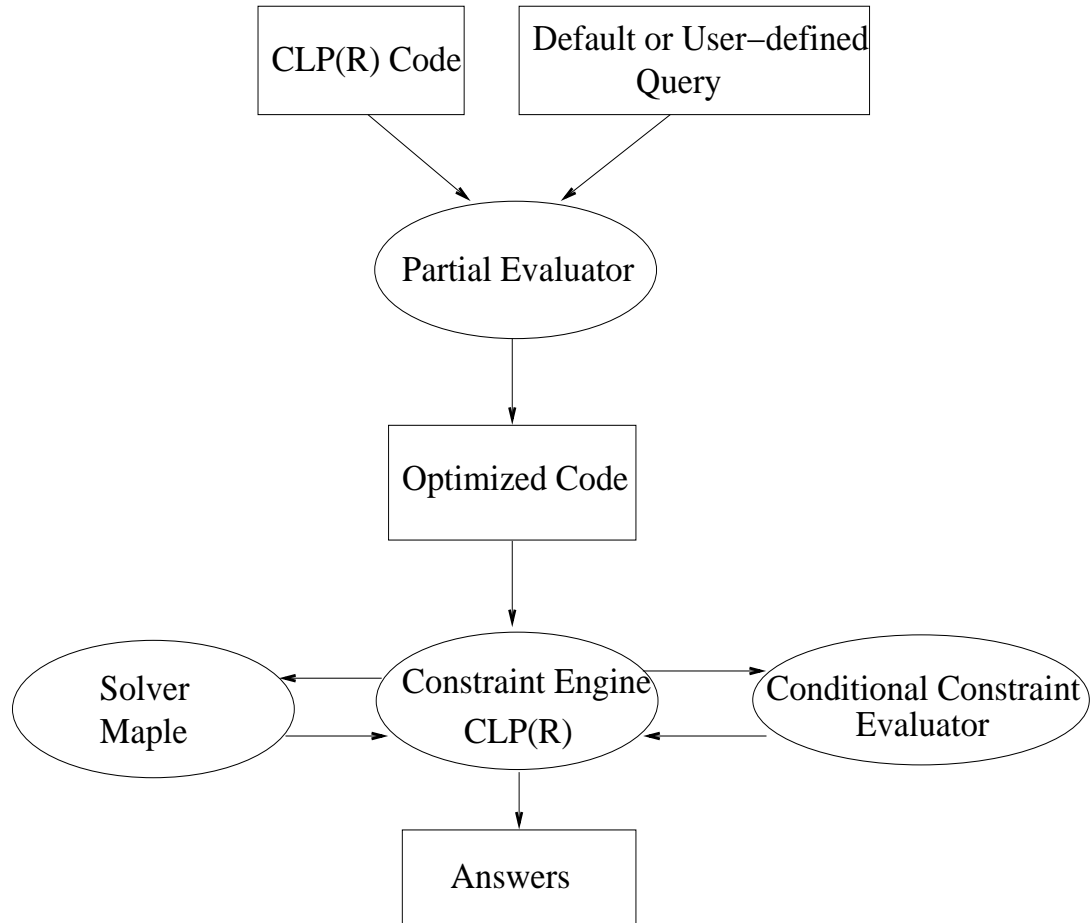 CLP(R) Code
Default or User−defined
Query
Partial Evaluator
Optimized Code
Solver
Maple
Constraint Engine
CLP(R)
Conditional Constraint
Evaluator
Answers